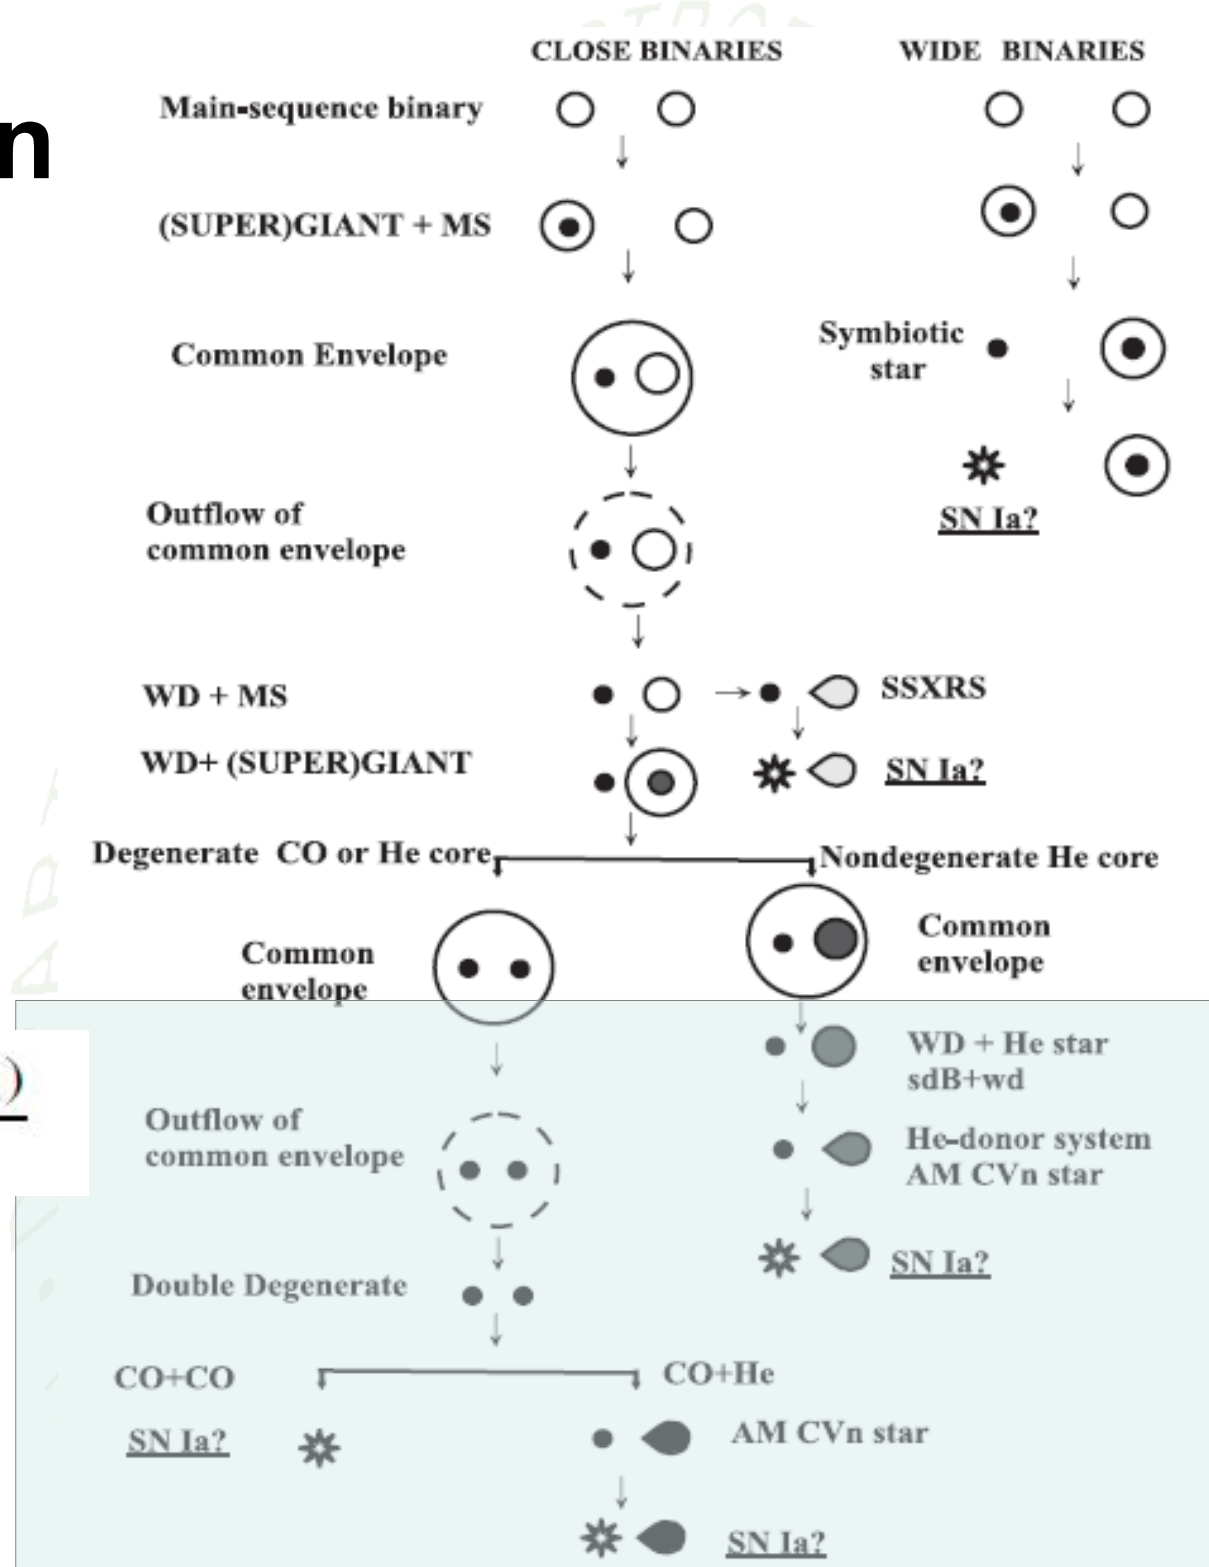 CLOSE BINARIES
WIDE BINARIES
Main-sequence binary
n
(SUPER)GIANT + MS
Common Envelope
Symbiotic
star
SN Ia?
Outflow of
common envelope
WD + MS
SSXRS
WD+ (SUPER)GIANT
SN Ia?
Degenerate CO or He core
Nondegenerate He core
Common
envelope
Common
envelope
WD + He star
sdB+wd
)
Outflow of
common envelope
He-donor system
AM CVn star
SN Ia?
Double Degenerate
CO+CO
CO+He
SN Ia?
AM CVn star
SN Ia?